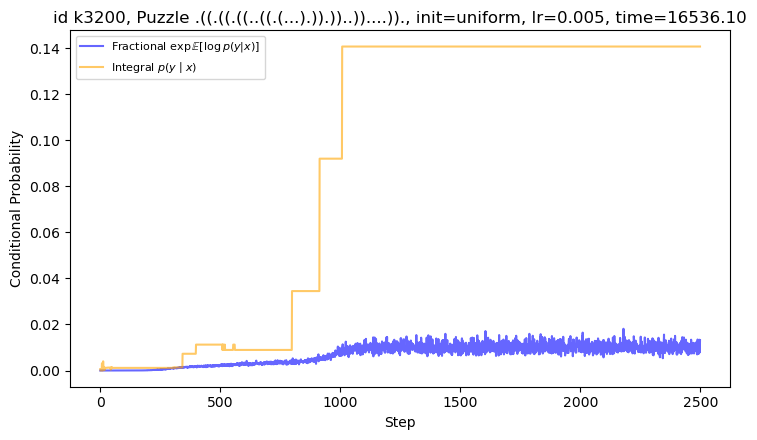 id k3200, Puzzle .((.((.((..((.(...).)).))..))....))., init=uniform, lr=0.005, time=16536.10
Fractional exp𝔼[log p(y|x)]
Integral p(y | x)
Conditional Probability
0.14
0.12
0.10
0.08
0.06
0.04
0.02
0.00
0 500 1000 1500 2000 2500
Step